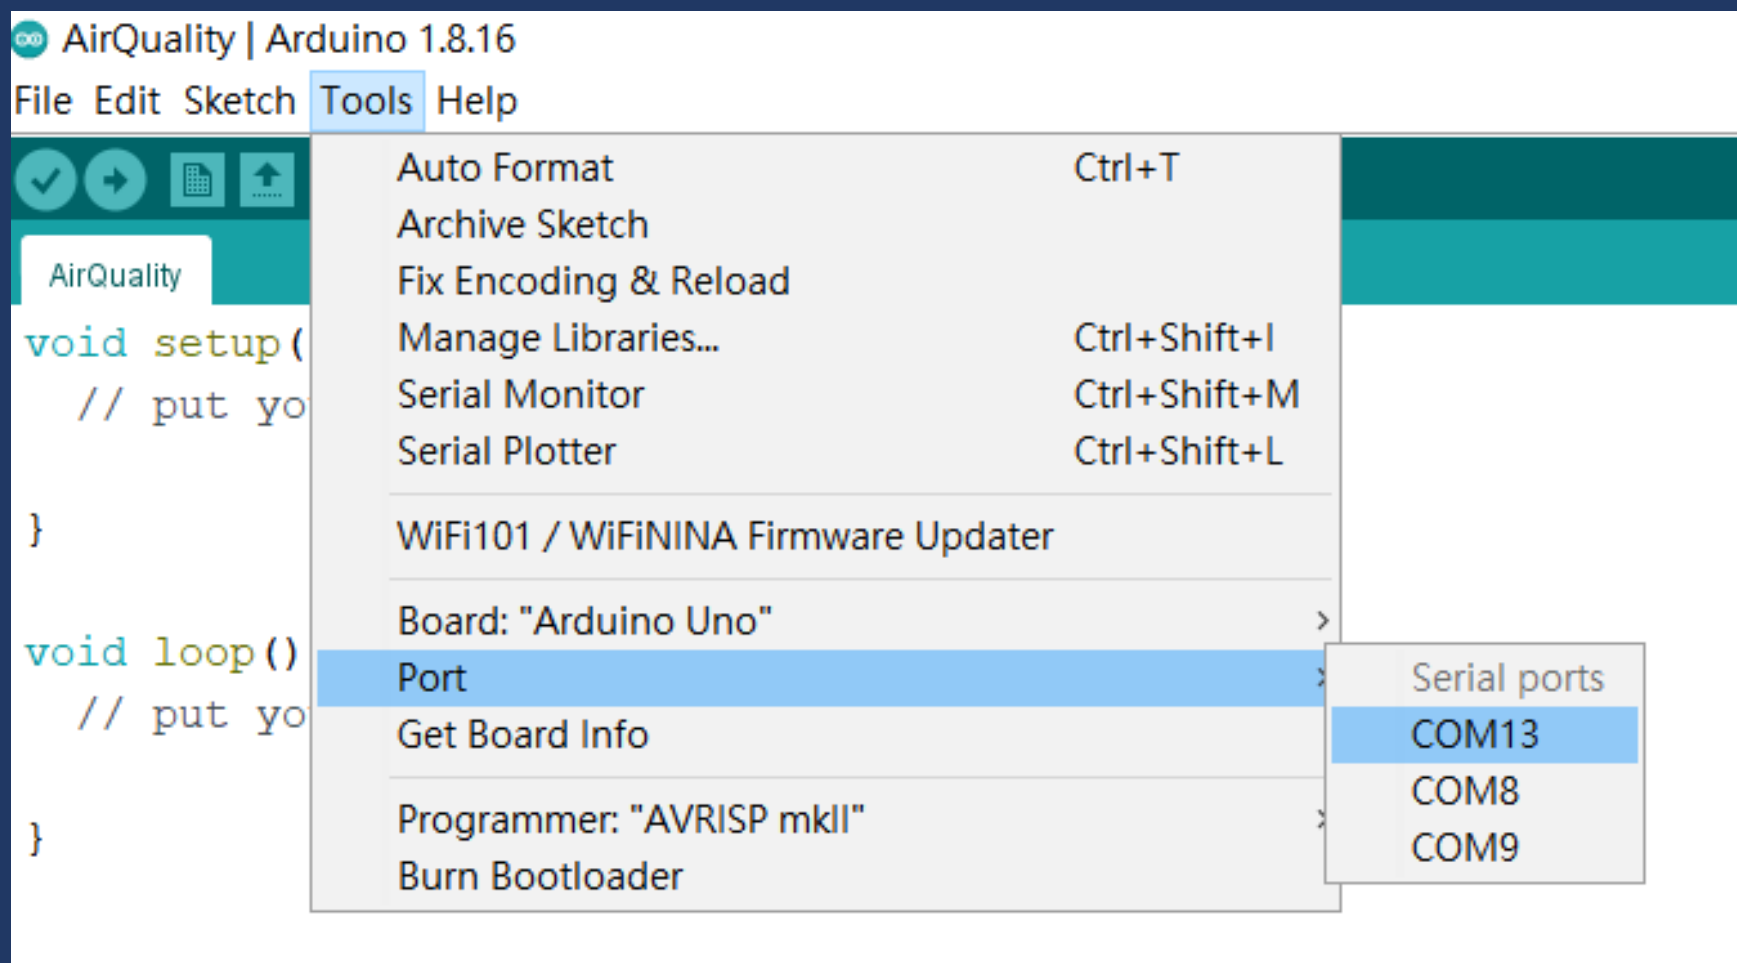 AirQuality | Arduino 1.8.16
File Edit Sketch Tools Help
Auto Format Ctrl+T
Archive Sketch
Fix Encoding & Reload
Manage Libraries... Ctrl+Shift+I
Serial Monitor Ctrl+Shift+M
Serial Plotter Ctrl+Shift+L
WiFi101 / WiFiNINA Firmware Updater
Board: "Arduino Uno"
Port
Get Board Info
Programmer: "AVRISP mkII"
Burn Bootloader
Serial ports
COM13
COM8
COM9
AirQuality
void setup(
// put yo
}
void loop()
// put yo
}